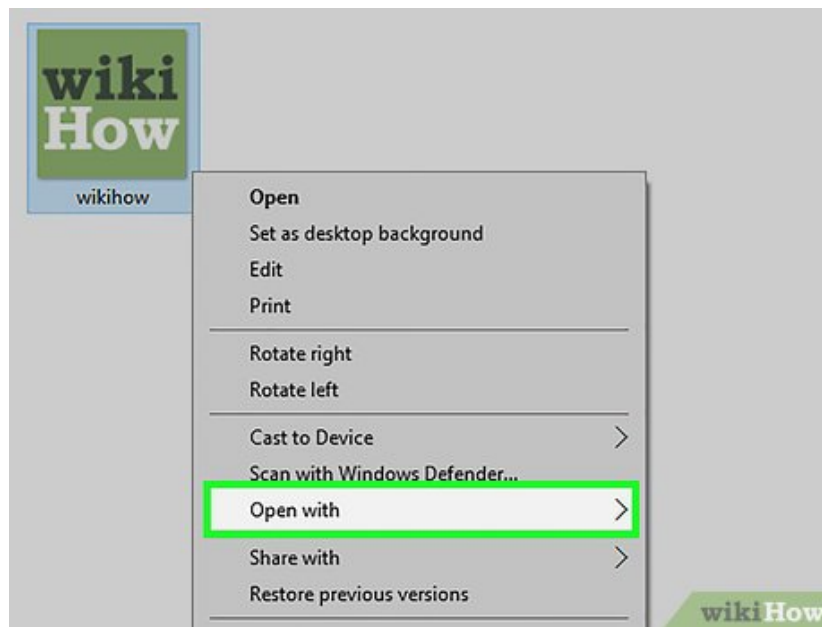 wiki
How
wikihow
Open
Set as desktop background
Edit
Print
Rotate right
Rotate left
Cast to Device
Scan with Windows Defender...
Open with
Share with
Restore previous versions
wikiHow